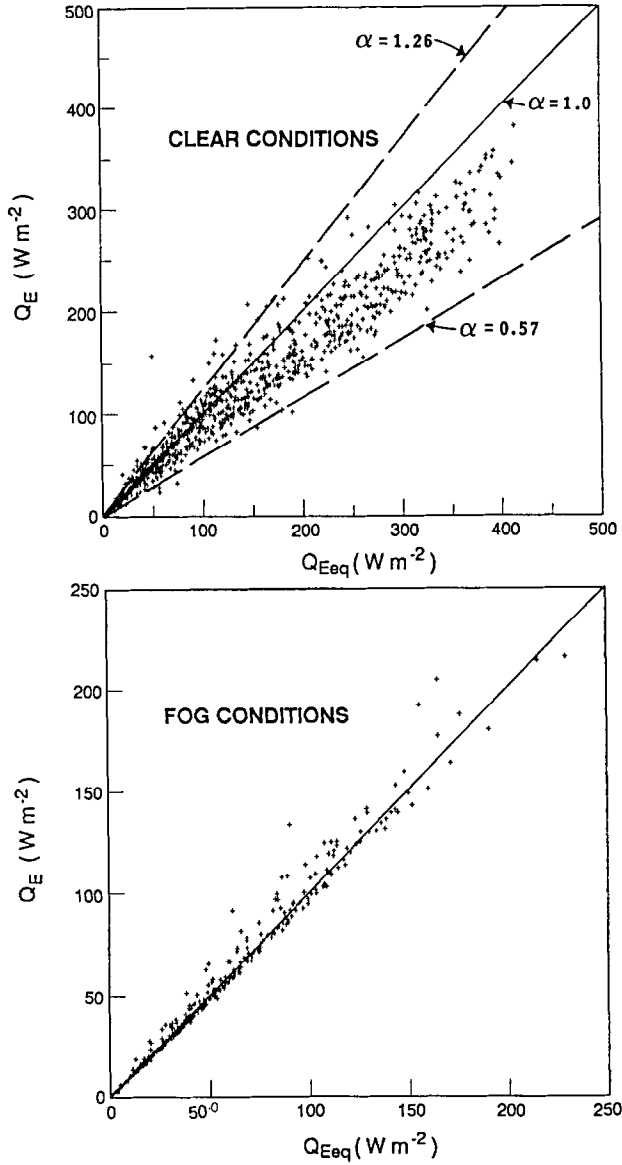 500
400
300
200
100
0
Q_E (W m⁻²)
α = 1.26
α = 1.0
CLEAR CONDITIONS
α = 0.57
0 100 200 300 400 500
Q_Eeq (W m⁻²)
250
200
150
100
50
0
Q_E (W m⁻²)
FOG CONDITIONS
0 50·0 100 150 200 250
Q_Eeq (W m⁻²)